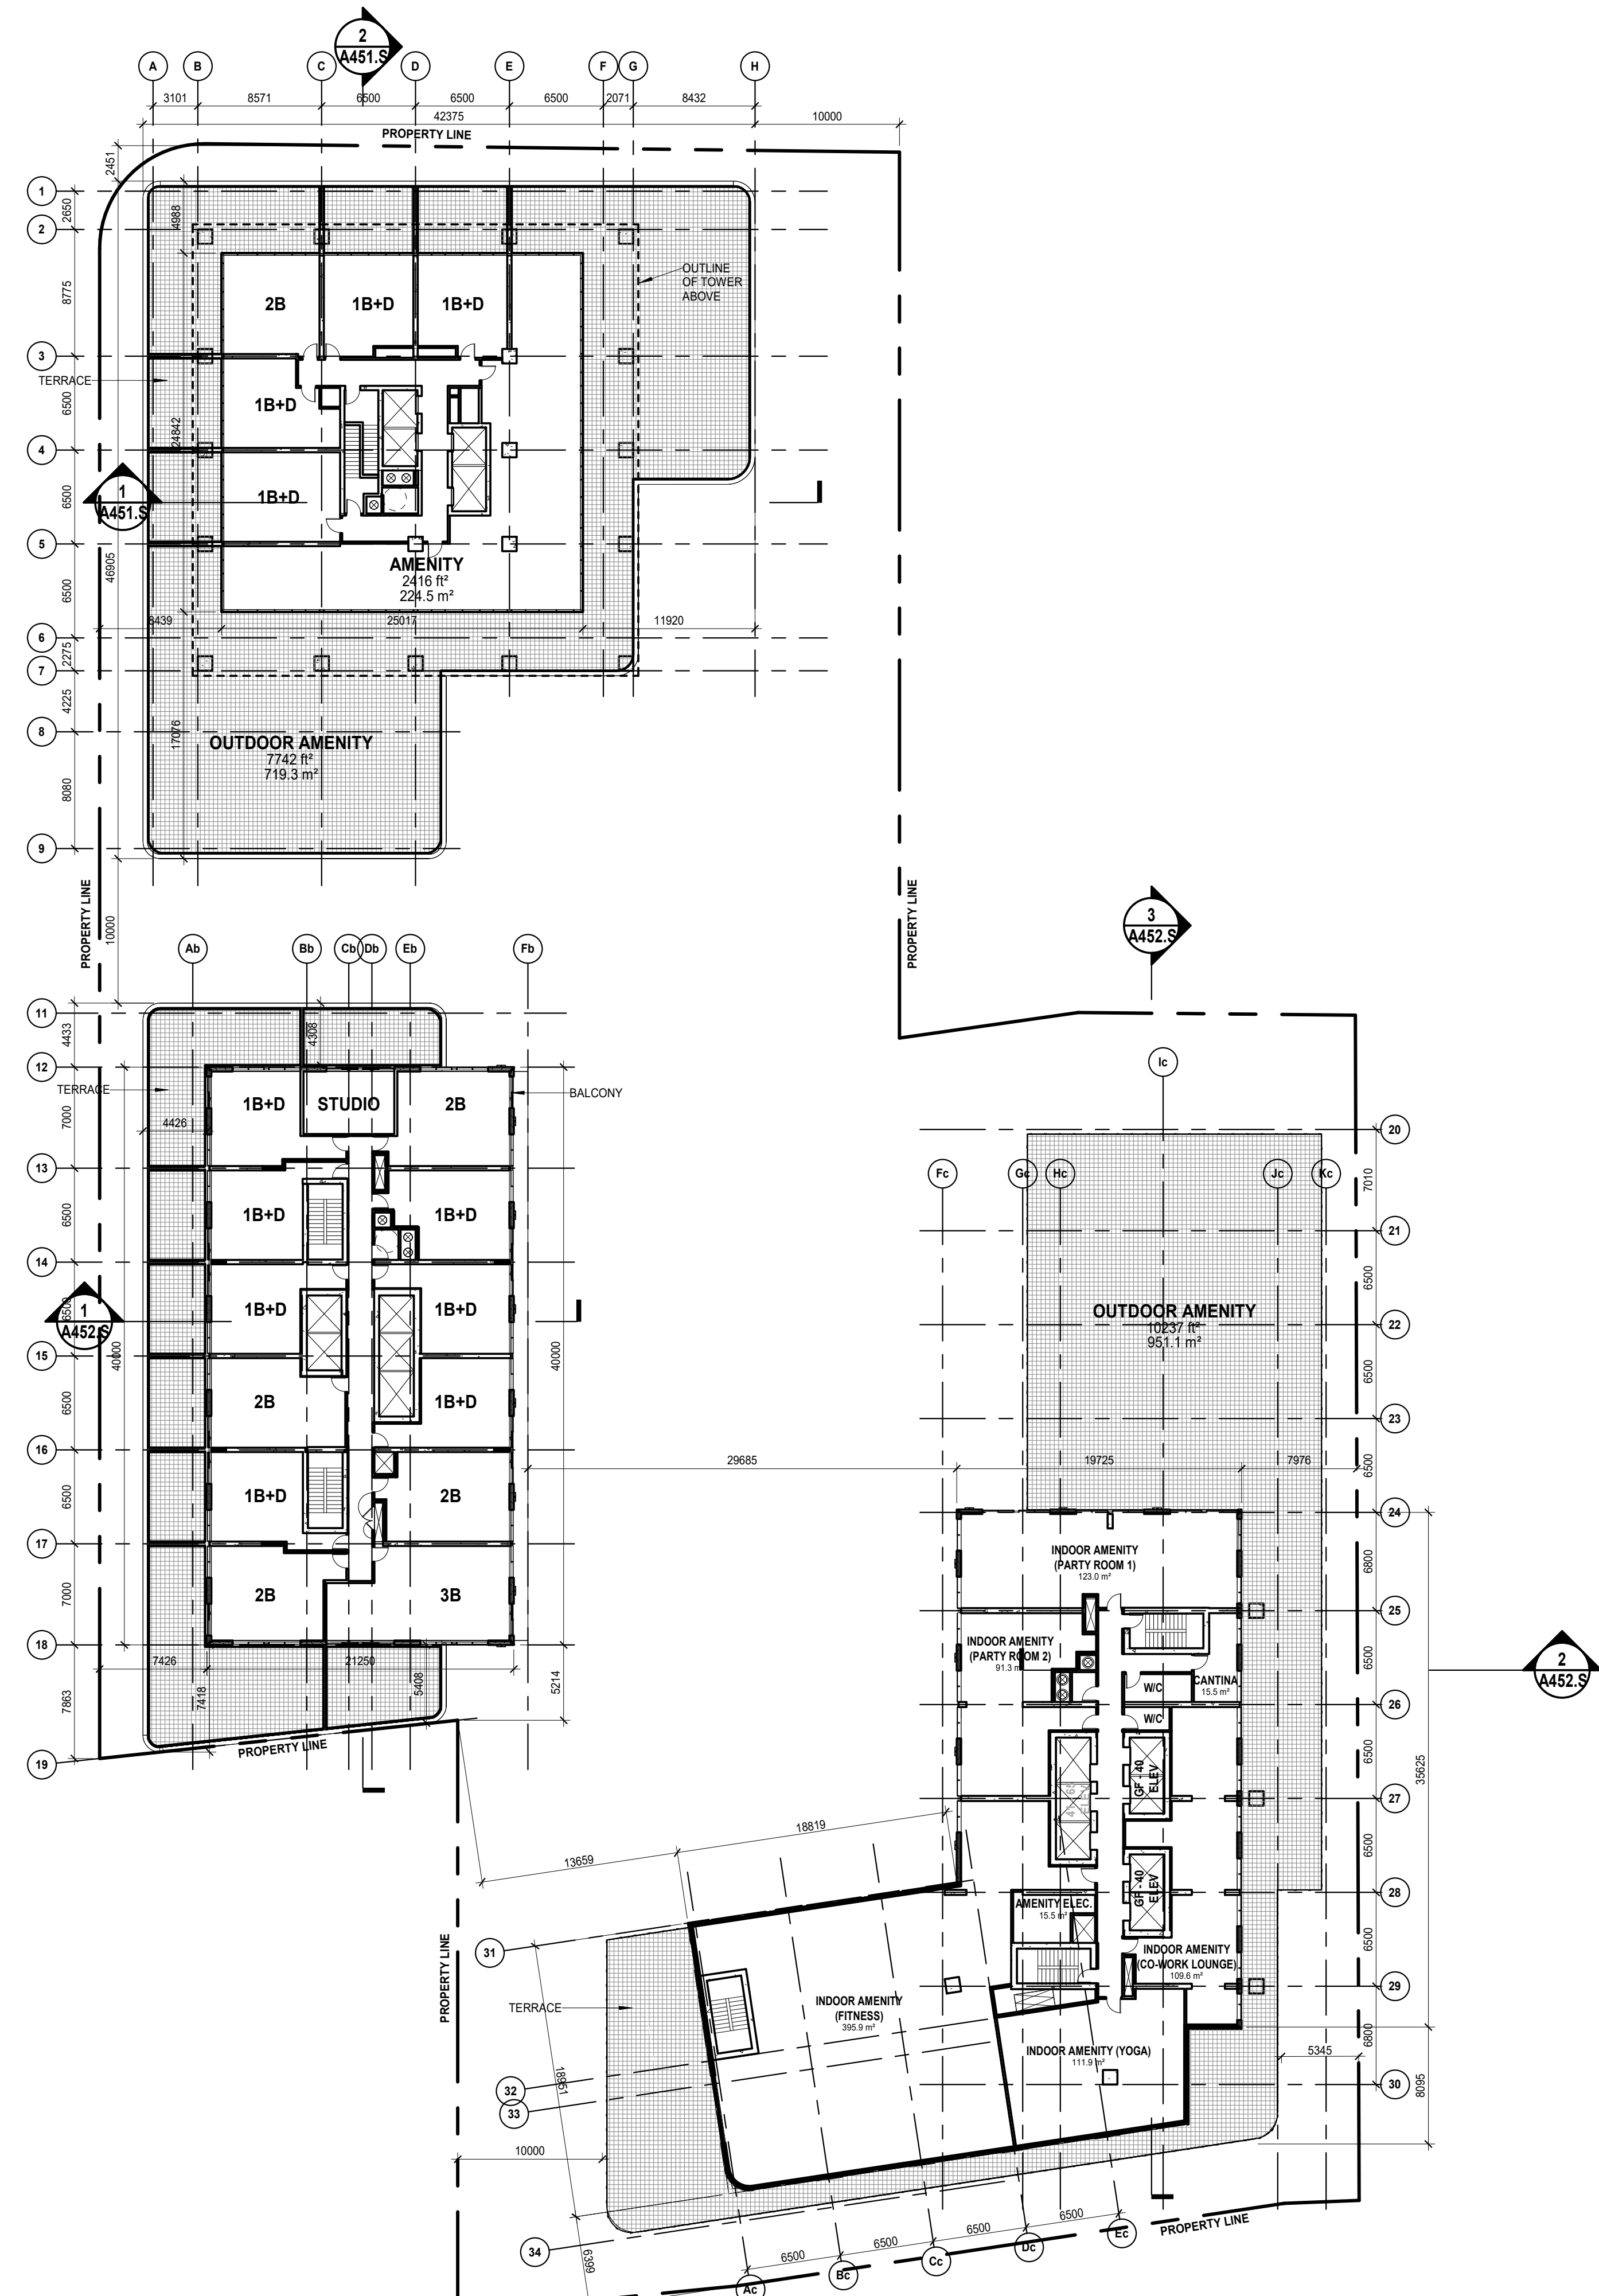 2
A451.S
A
B
C
D
E
F
G
H
3101
8571
6500
6500
6500
2071
8432
42375
10000
PROPERTY LINE
2451
1
2650
2
4988
OUTLINE
OF TOWER
ABOVE
8775
2B
1B+D
1B+D
3
TERRACE
6500
1B+D
24842
4
1
A451.S
6500
1B+D
5
46905
AMENITY
2416 ft²
224.5 m²
6500
25017
11920
6
2275
7
4225
8
17076
OUTDOOR AMENITY
7742 ft²
719.3 m²
8080
9
PROPERTY LINE
10000
PROPERTY LINE
3
A452.S
Ab
Bb
Cb
Db
Eb
Fb
11
4433
4308
12
TERRACE
BALCONY
1B+D
STUDIO
2B
4426
7000
13
6500
1B+D
1B+D
14
6500
1
A452.S
1B+D
1B+D
15
40000
40000
6500
2B
1B+D
16
6500
1B+D
2B
17
7000
2B
3B
18
7426
21250
7863
7418
5408
5214
19
PROPERTY LINE
Ic
20
Fc
Gc
Hc
Jc
Kc
7010
21
6500
OUTDOOR AMENITY
10237 ft²
951.1 m²
22
6500
23
29685
19725
7976
6500
24
INDOOR AMENITY
(PARTY ROOM 1)
123.0 m²
6800
25
INDOOR AMENITY
(PARTY ROOM 2)
91.3 m²
6500
2
A452.S
W/C
CANTINA
15.5 m²
26
W/C
6500
GF - 40
ELEV
35625
27
18819
13659
6500
GF - 40
ELEV
28
AMENITY ELEC.
15.5 m²
31
PROPERTY LINE
INDOOR AMENITY
(CO-WORK LOUNGE)
109.6 m²
6500
29
TERRACE
INDOOR AMENITY
(FITNESS)
395.9 m²
INDOOR AMENITY (YOGA)
111.9 m²
6800
5345
18951
32
33
30
8095
10000
34
6399
6500
6500
6500
6500
Ac
Bc
Cc
Dc
Ec
PROPERTY LINE